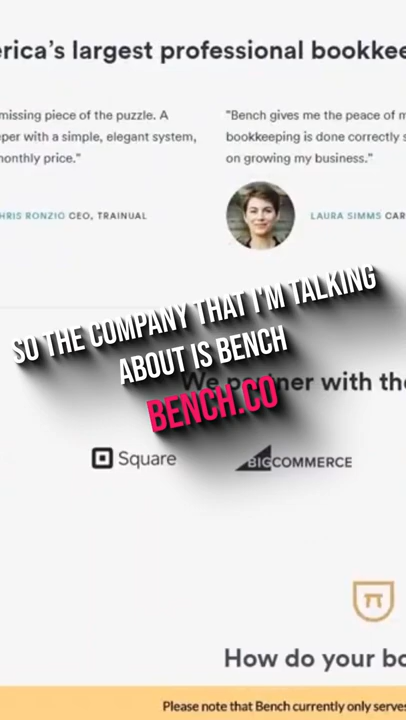 erica's largest professional bookkee
missing piece of the puzzle. A
per with a simple, elegant system,
monthly price."
HRIS RONZIO CEO, TRAINUAL
"Bench gives me the peace of m
bookkeeping is done correctly s
on growing my business."
LAURA SIMMS CAR
SO THE COMPANY THAT I'M TALKING
ABOUT IS BENCH
BENCH.CO
We partner with the
Square
BIGCOMMERCE
How do your bo
Please note that Bench currently only serves